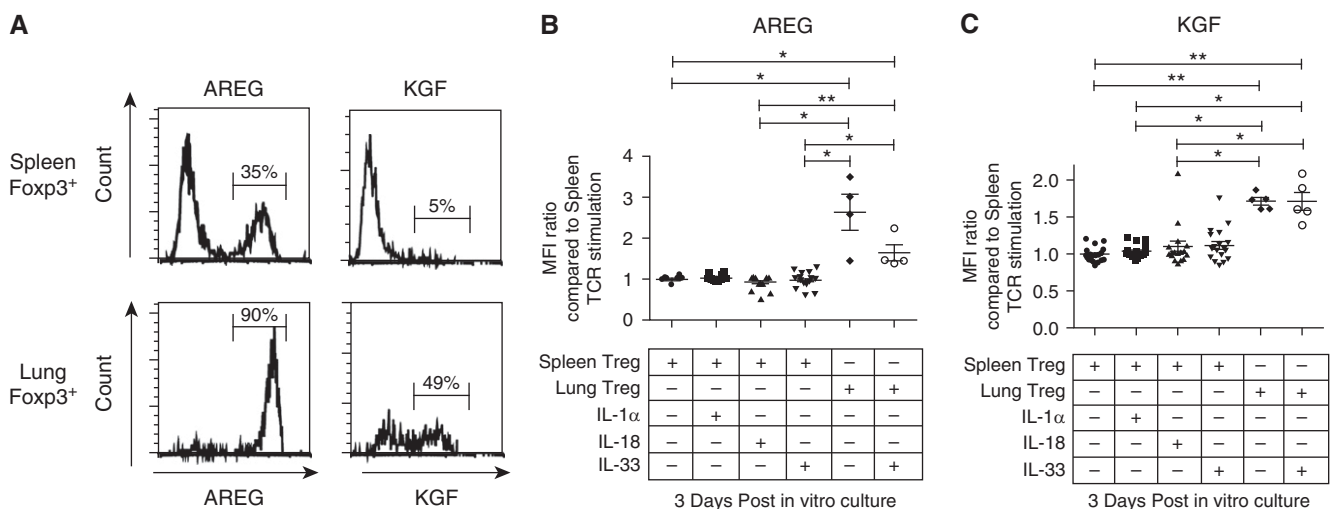 A
AREG
KGF
Spleen
Foxp3+
Count
35%
5%
Lung
Foxp3+
Count
90%
49%
AREG
KGF
B
AREG
*
*
**
*
*
*
MFI ratio
compared to Spleen
TCR stimulation
4
3
2
1
0
Spleen Treg + + + + – –
Lung Treg – – – – + +
IL-1α – + – – – –
IL-18 – – + – – –
IL-33 – – – + – +
3 Days Post in vitro culture
C
KGF
**
**
*
*
*
*
MFI ratio
compared to Spleen
TCR stimulation
2.0
1.5
1.0
0.5
0.0
Spleen Treg + + + + – –
Lung Treg – – – – + +
IL-1α – + – – – –
IL-18 – – + – – –
IL-33 – – – + – +
3 Days Post in vitro culture